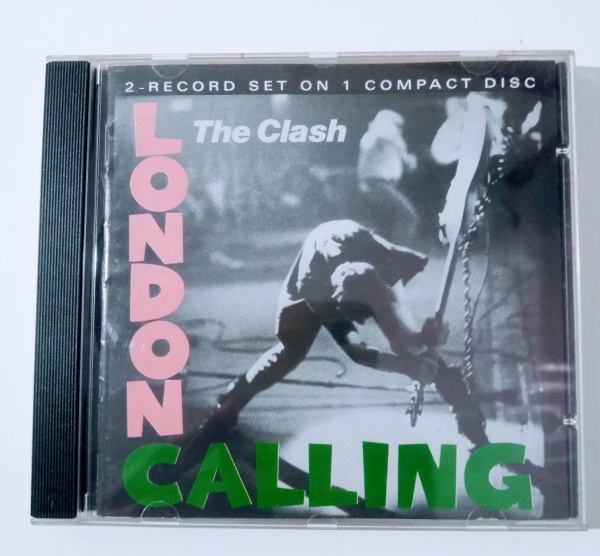 2-RECORD SET ON 1 COMPACT DISC
The Clash
LONDON
CALLING